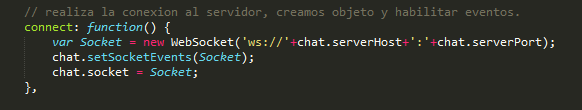 // realiza la conexion al servidor, creamos objeto y habilitar eventos.
connect: function() {
var Socket = new WebSocket('ws://'+chat.serverHost+':'+chat.serverPort);
chat.setSocketEvents(Socket);
chat.socket = Socket;
},